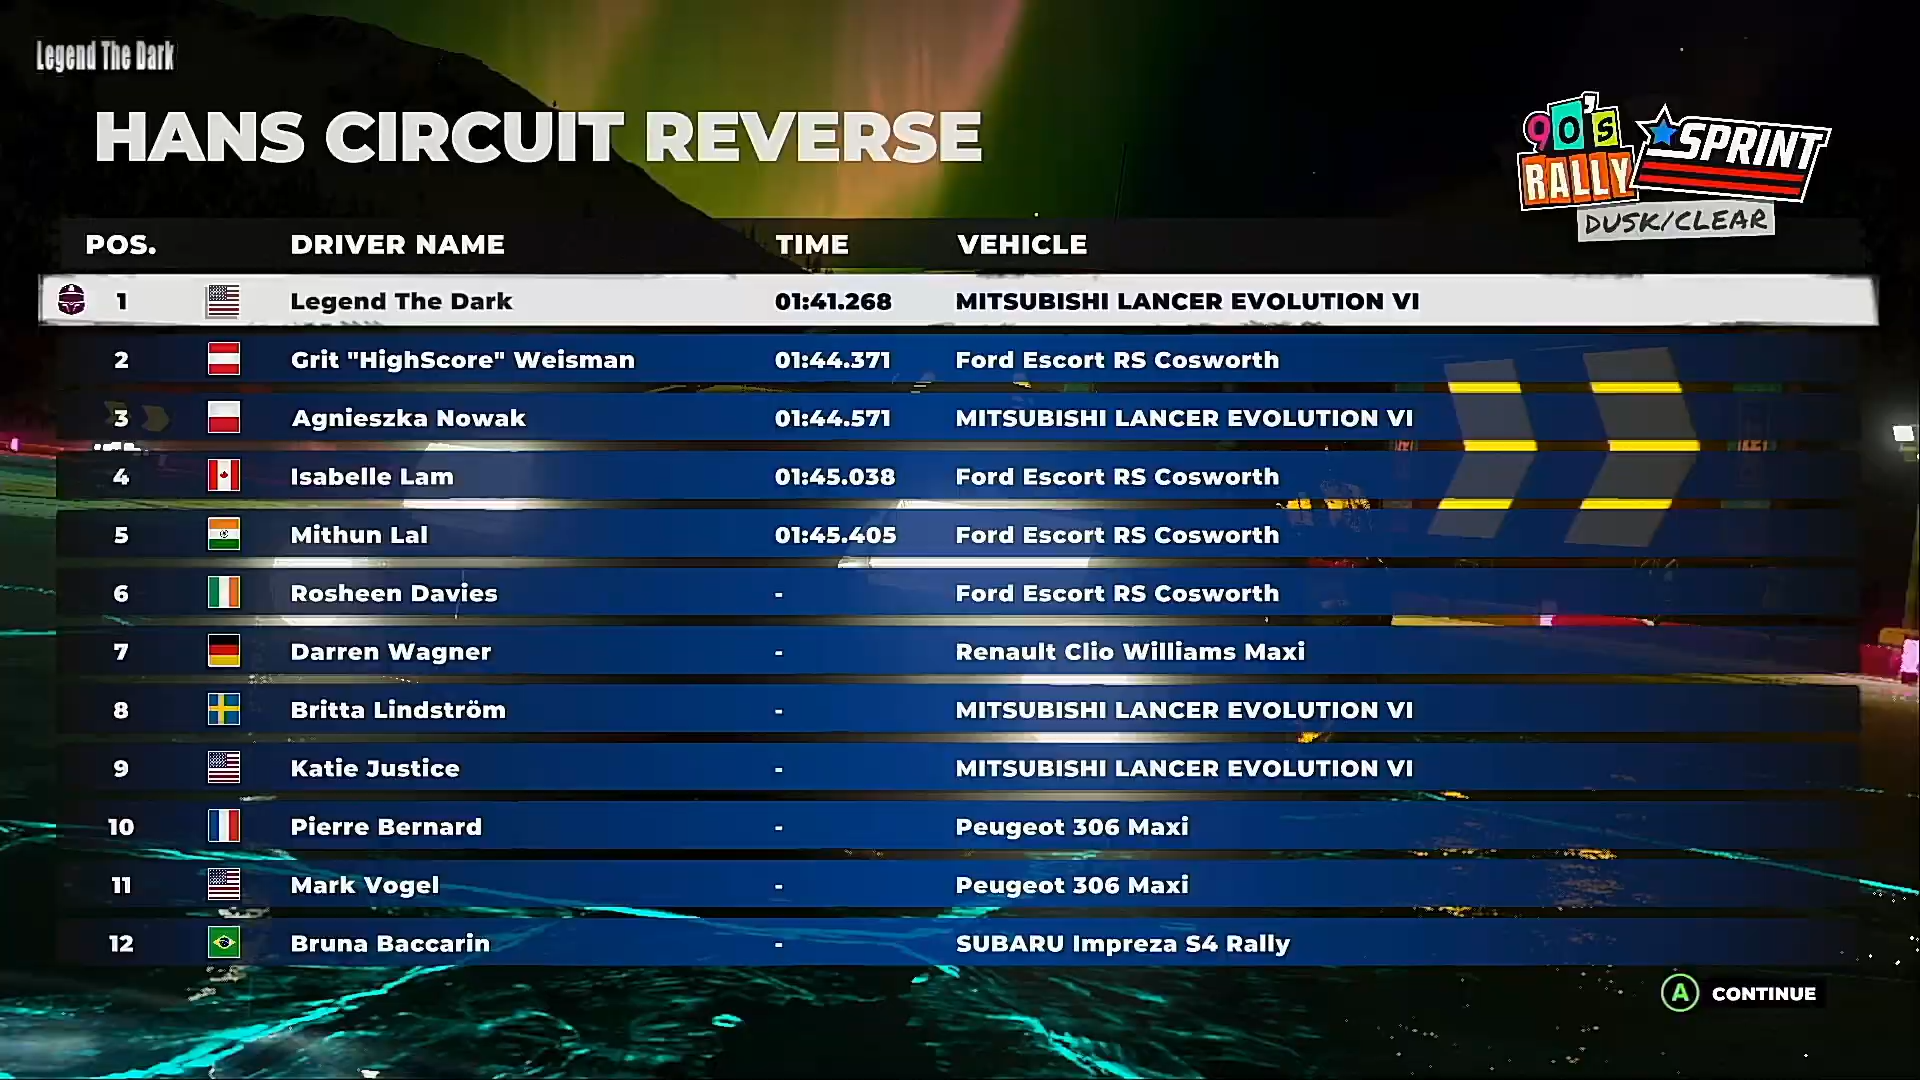 Legend The Dark
HANS CIRCUIT REVERSE
90's RALLY SPRINT
DUSK/CLEAR
POS. DRIVER NAME TIME VEHICLE
1 Legend The Dark 01:41.268 MITSUBISHI LANCER EVOLUTION VI
2 Grit "HighScore" Weisman 01:44.371 Ford Escort RS Cosworth
3 Agnieszka Nowak 01:44.571 MITSUBISHI LANCER EVOLUTION VI
4 Isabelle Lam 01:45.038 Ford Escort RS Cosworth
5 Mithun Lal 01:45.405 Ford Escort RS Cosworth
6 Rosheen Davies - Ford Escort RS Cosworth
7 Darren Wagner - Renault Clio Williams Maxi
8 Britta Lindström - MITSUBISHI LANCER EVOLUTION VI
9 Katie Justice - MITSUBISHI LANCER EVOLUTION VI
10 Pierre Bernard - Peugeot 306 Maxi
11 Mark Vogel - Peugeot 306 Maxi
12 Bruna Baccarin - SUBARU Impreza S4 Rally
A CONTINUE